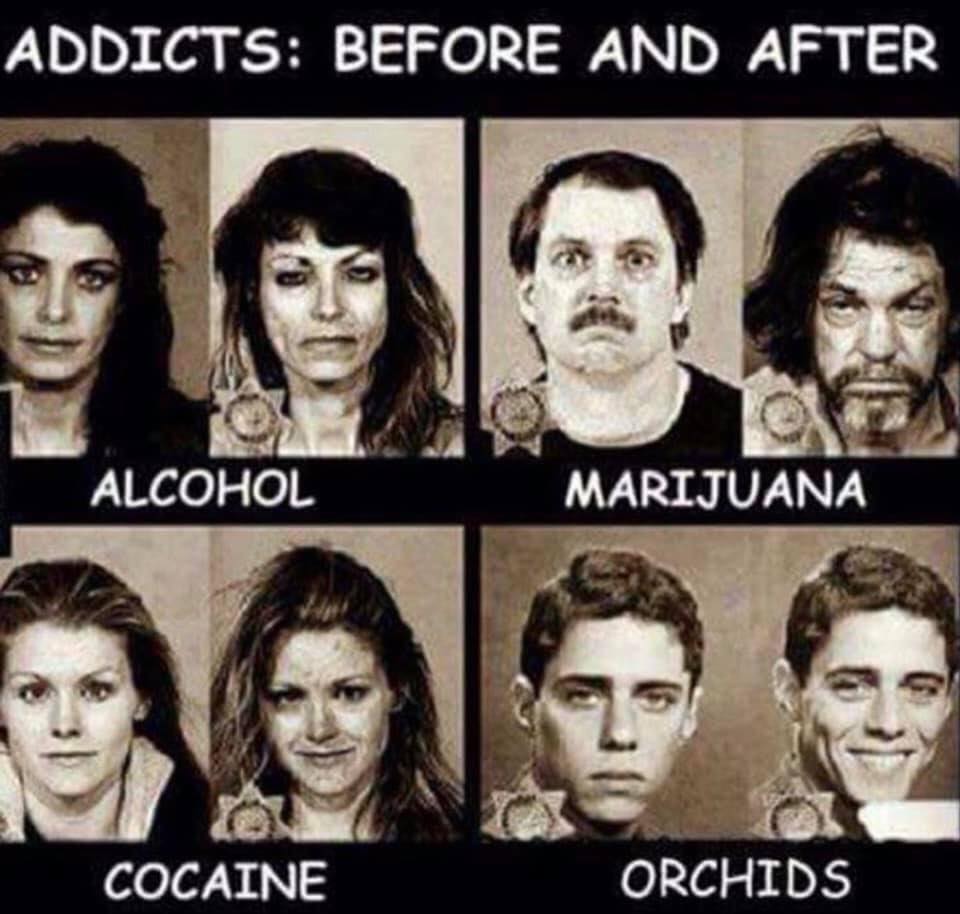 ADDICTS: BEFORE AND AFTER
ALCOHOL
MARIJUANA
COCAINE
ORCHIDS